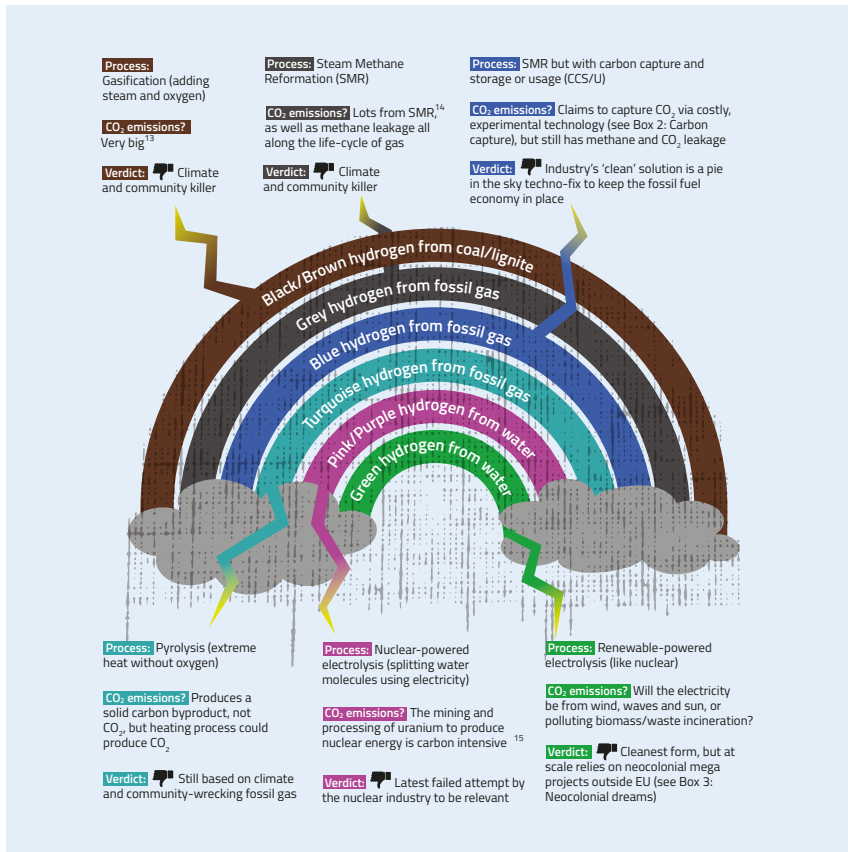 Process:
Gasification (adding
steam and oxygen)
CO₂ emissions?
Very big¹³
Verdict: Climate
and community killer
Process: Steam Methane
Reformation (SMR)
CO₂ emissions? Lots from SMR,¹⁴
as well as methane leakage all
along the life-cycle of gas
Verdict: Climate
and community killer
Process: SMR but with carbon capture and
storage or usage (CCS/U)
CO₂ emissions? Claims to capture CO₂ via costly,
experimental technology (see Box 2: Carbon
capture), but still has methane and CO₂ leakage
Verdict: Industry's 'clean' solution is a pie
in the sky techno-fix to keep the fossil fuel
economy in place
Black/Brown hydrogen from coal/lignite
Grey hydrogen from fossil gas
Blue hydrogen from fossil gas
Turquoise hydrogen from fossil gas
Pink/Purple hydrogen from water
Green hydrogen from water
Process: Pyrolysis (extreme
heat without oxygen)
CO₂ emissions? Produces a
solid carbon byproduct, not
CO₂, but heating process could
produce CO₂
Verdict: Still based on climate
and community-wrecking fossil gas
Process: Nuclear-powered
electrolysis (splitting water
molecules using electricity)
CO₂ emissions? The mining and
processing of uranium to produce
nuclear energy is carbon intensive ¹⁵
Verdict: Latest failed attempt by
the nuclear industry to be relevant
Process: Renewable-powered
electrolysis (like nuclear)
CO₂ emissions? Will the electricity
be from wind, waves and sun, or
polluting biomass/waste incineration?
Verdict: Cleanest form, but at
scale relies on neocolonial mega
projects outside EU (see Box 3:
Neocolonial dreams)